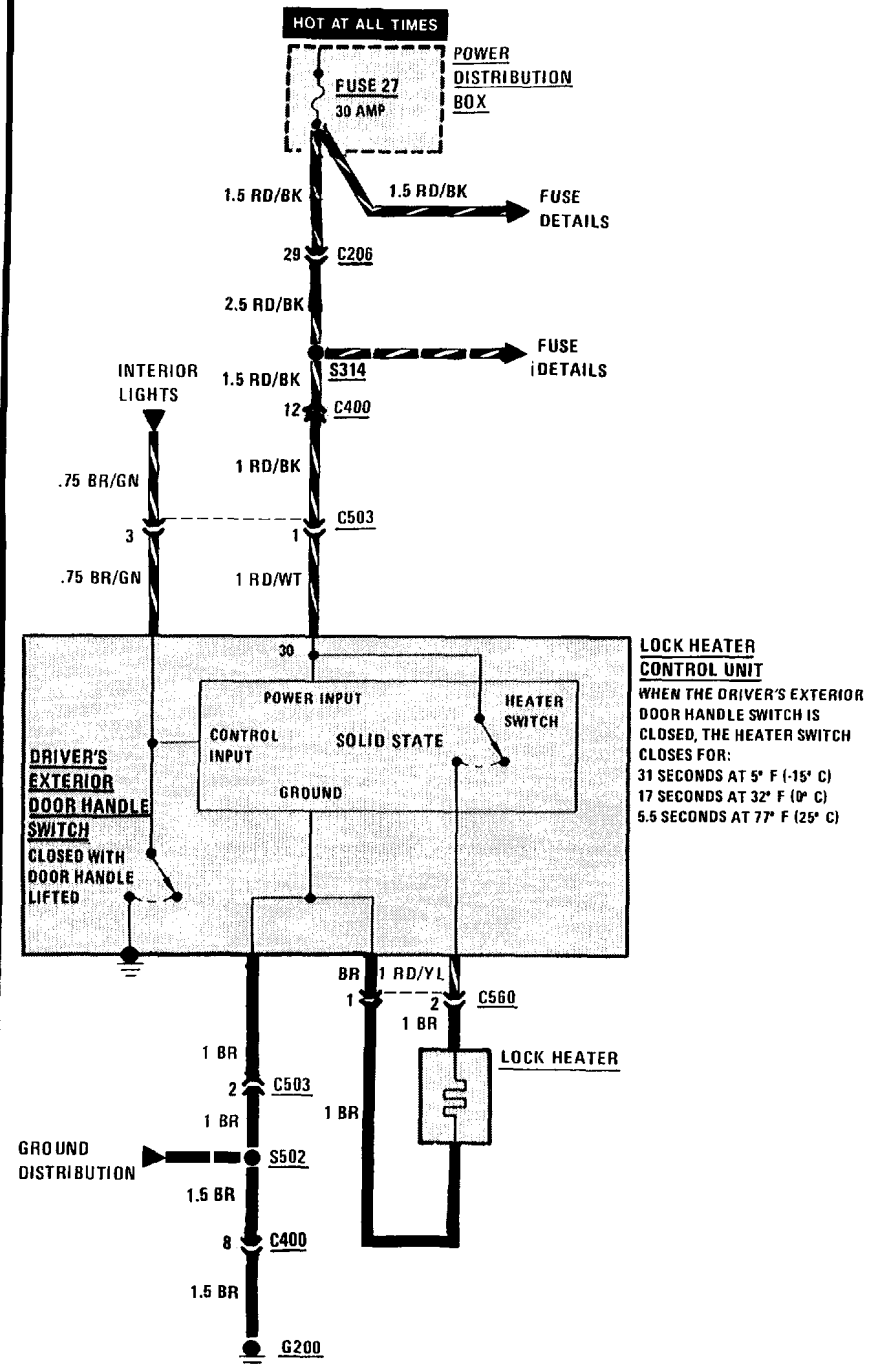 HOT AT ALL TIMES
POWER
DISTRIBUTION
BOX
FUSE 27
30 AMP
1.5 RD/BK
1.5 RD/BK
FUSE
DETAILS
29
C206
2.5 RD/BK
FUSE
DETAILS
S314
INTERIOR
LIGHTS
1.5 RD/BK
12
C400
.75 BR/GN
1 RD/BK
3
1
C503
.75 BR/GN
1 RD/WT
30
LOCK HEATER
CONTROL UNIT
WHEN THE DRIVER'S EXTERIOR
DOOR HANDLE SWITCH IS
CLOSED, THE HEATER SWITCH
CLOSES FOR:
31 SECONDS AT 5° F (-15° C)
17 SECONDS AT 32° F (0° C)
5.5 SECONDS AT 77° F (25° C)
POWER INPUT
HEATER
SWITCH
CONTROL
INPUT
SOLID STATE
GROUND
DRIVER'S
EXTERIOR
DOOR HANDLE
SWITCH
CLOSED WITH
DOOR HANDLE
LIFTED
BR
1 RD/YL
1
2
C560
1 BR
1 BR
LOCK HEATER
2
C503
1 BR
1 BR
GROUND
DISTRIBUTION
S502
1.5 BR
8
C400
1.5 BR
G200